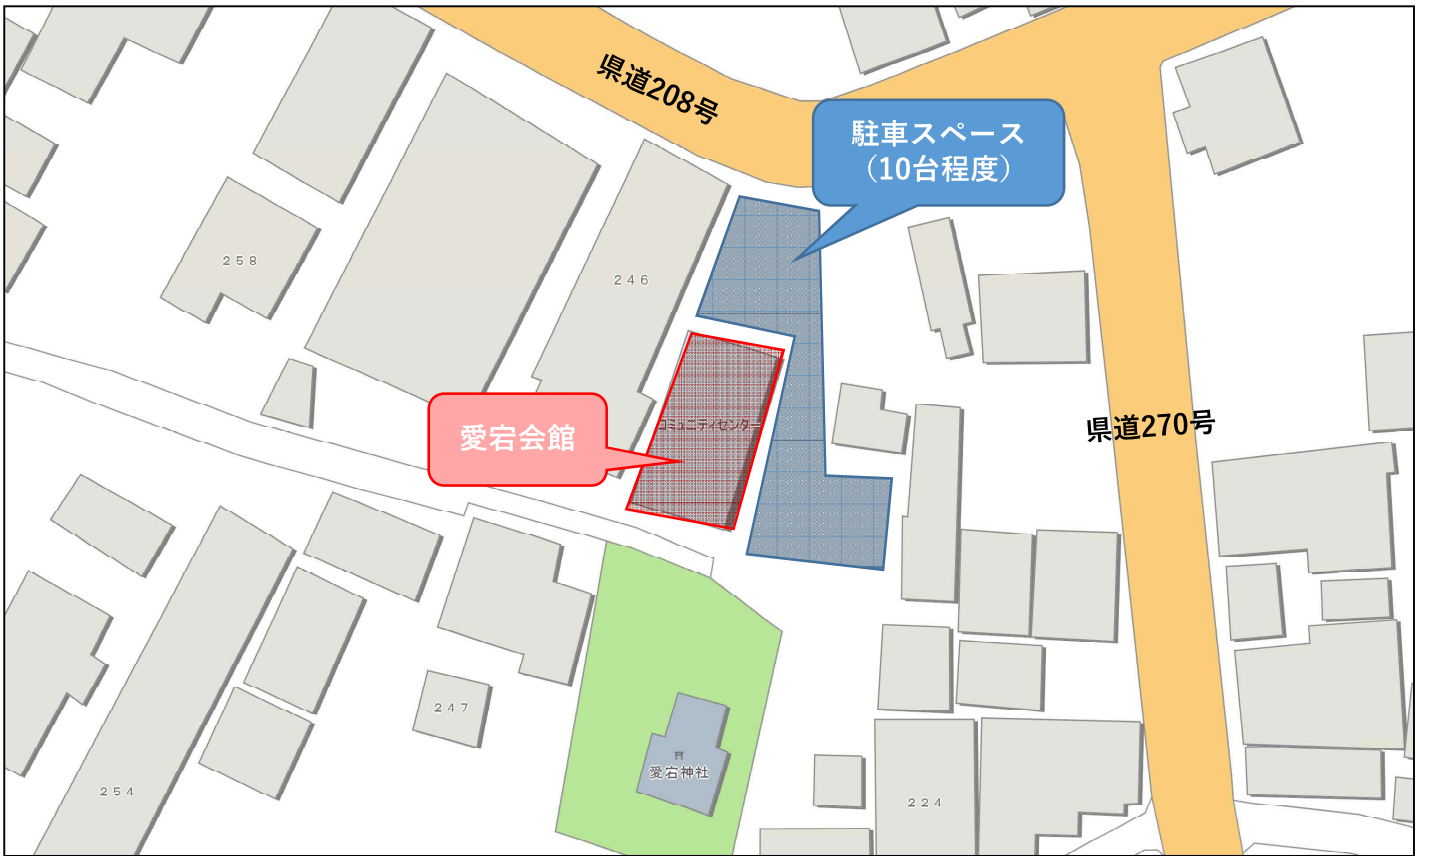 県道208号
駐車スペース
（10台程度）
258
246
愛宕会館
コミュニティセンター
県道270号
247
愛宕神社
254
224